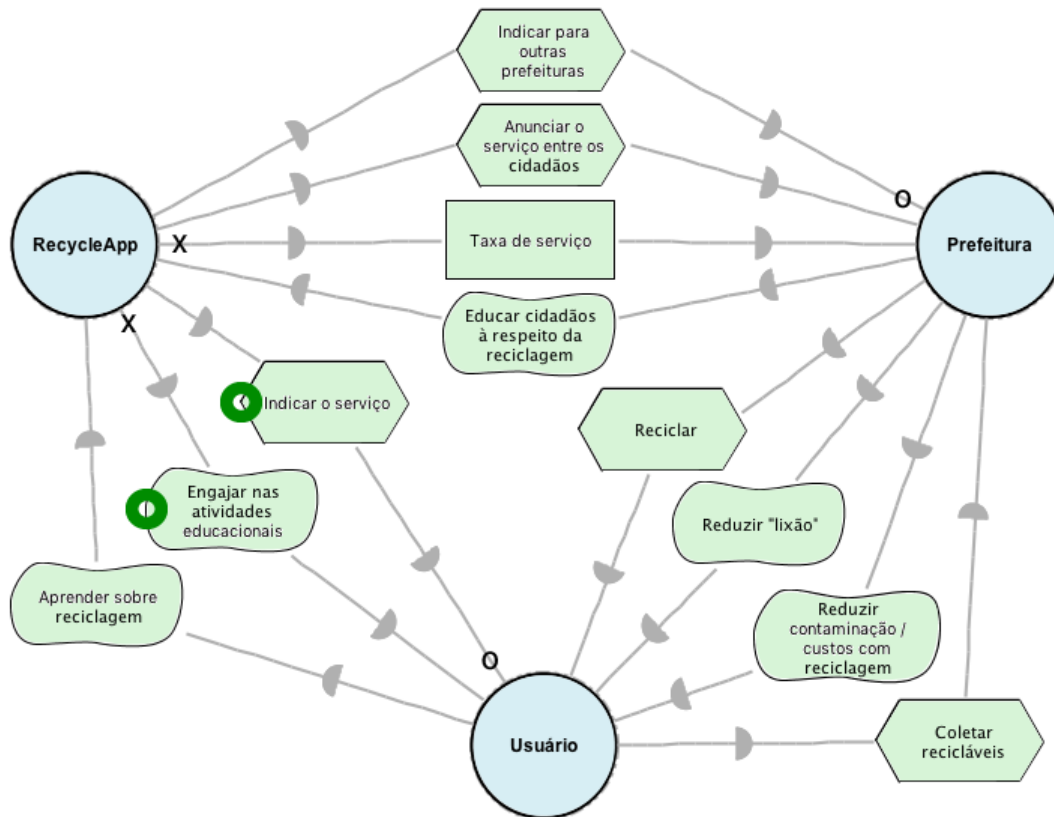 Indicar para
outras
prefeituras
Anunciar o
serviço entre os
cidadãos
O
RecycleApp
X
Taxa de serviço
Prefeitura
X
Educar cidadãos
à respeito da
reciclagem
Indicar o serviço
Reciclar
Engajar nas
atividades
educacionais
Reduzir "lixão"
Aprender sobre
reciclagem
Reduzir
contaminação /
custos com
reciclagem
O
Usuário
Coletar
recicláveis